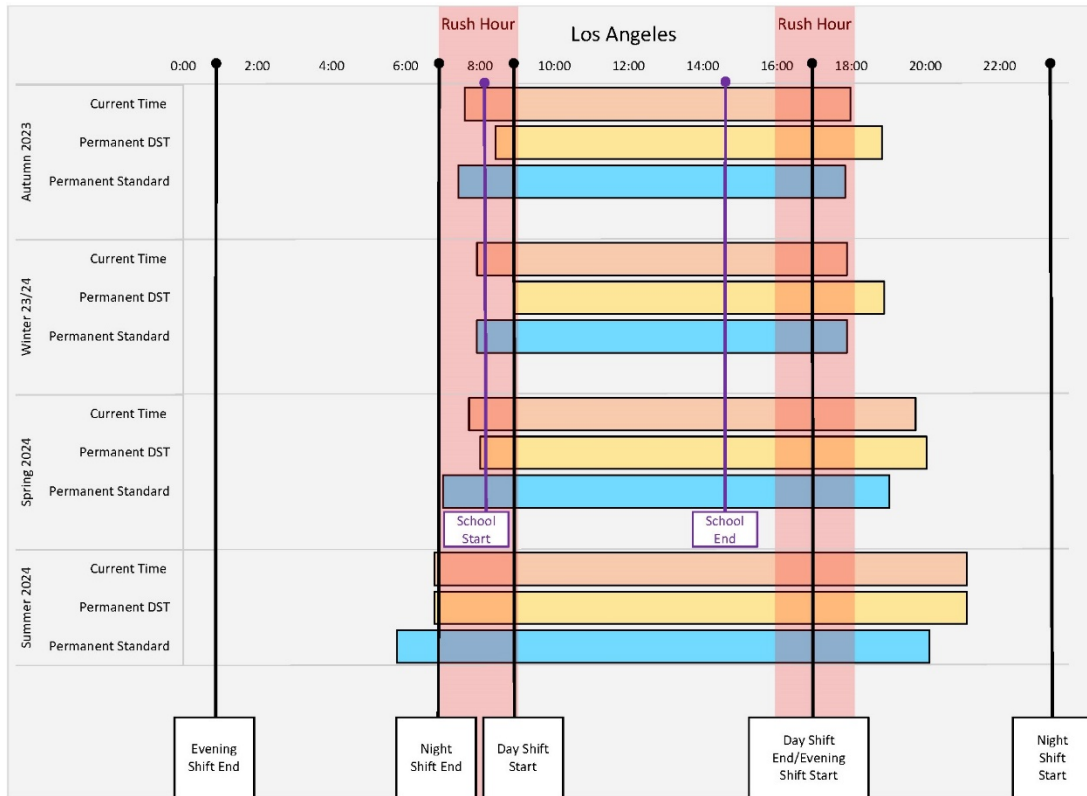 Rush Hour
Rush Hour
Los Angeles
0:00 2:00 4:00 6:00 8:00 10:00 12:00 14:00 16:00 18:00 20:00 22:00
Autumn 2023
Current Time
Permanent DST
Permanent Standard
Winter 23/24
Current Time
Permanent DST
Permanent Standard
Spring 2024
Current Time
Permanent DST
Permanent Standard
School
Start
School
End
Summer 2024
Current Time
Permanent DST
Permanent Standard
Evening
Shift End
Night
Shift End
Day Shift
Start
Day Shift
End/Evening
Shift Start
Night
Shift
Start